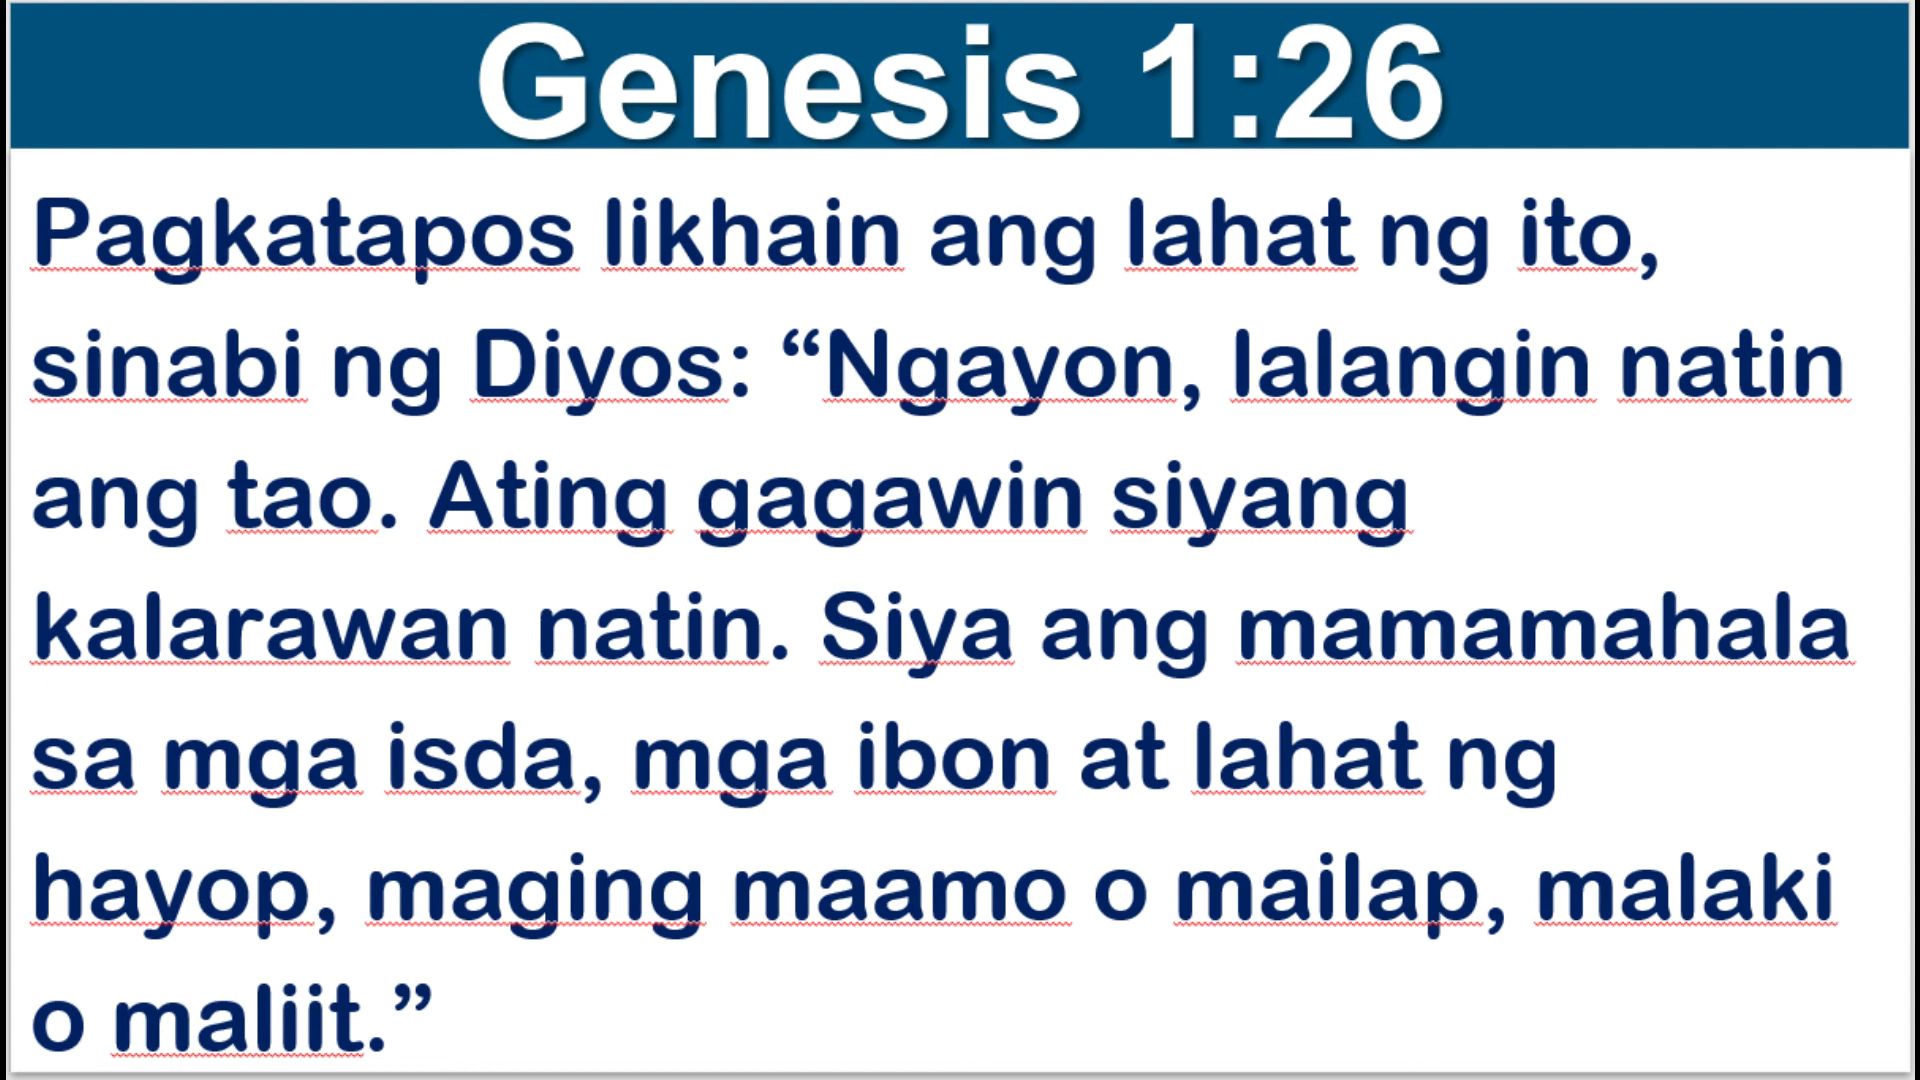 Genesis 1:26
Pagkatapos likhain ang lahat ng ito,
sinabi ng Diyos: “Ngayon, lalangin natin
ang tao. Ating gagawin siyang
kalarawan natin. Siya ang mamamahala
sa mga isda, mga ibon at lahat ng
hayop, maging maamo o mailap, malaki
o maliit.”